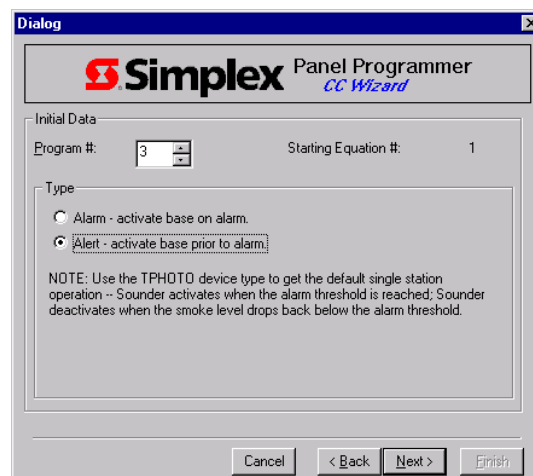 Dialog
Simplex Panel Programmer
CC Wizard
Initial Data
Program #: 3 Starting Equation #: 1
Type
Alarm - activate base on alarm.
Alert - activate base prior to alarm.
NOTE: Use the TPHOTO device type to get the default single station
operation -- Sounder activates when the alarm threshold is reached; Sounder
deactivates when the smoke level drops back below the alarm threshold.
Cancel < Back Next > Finish